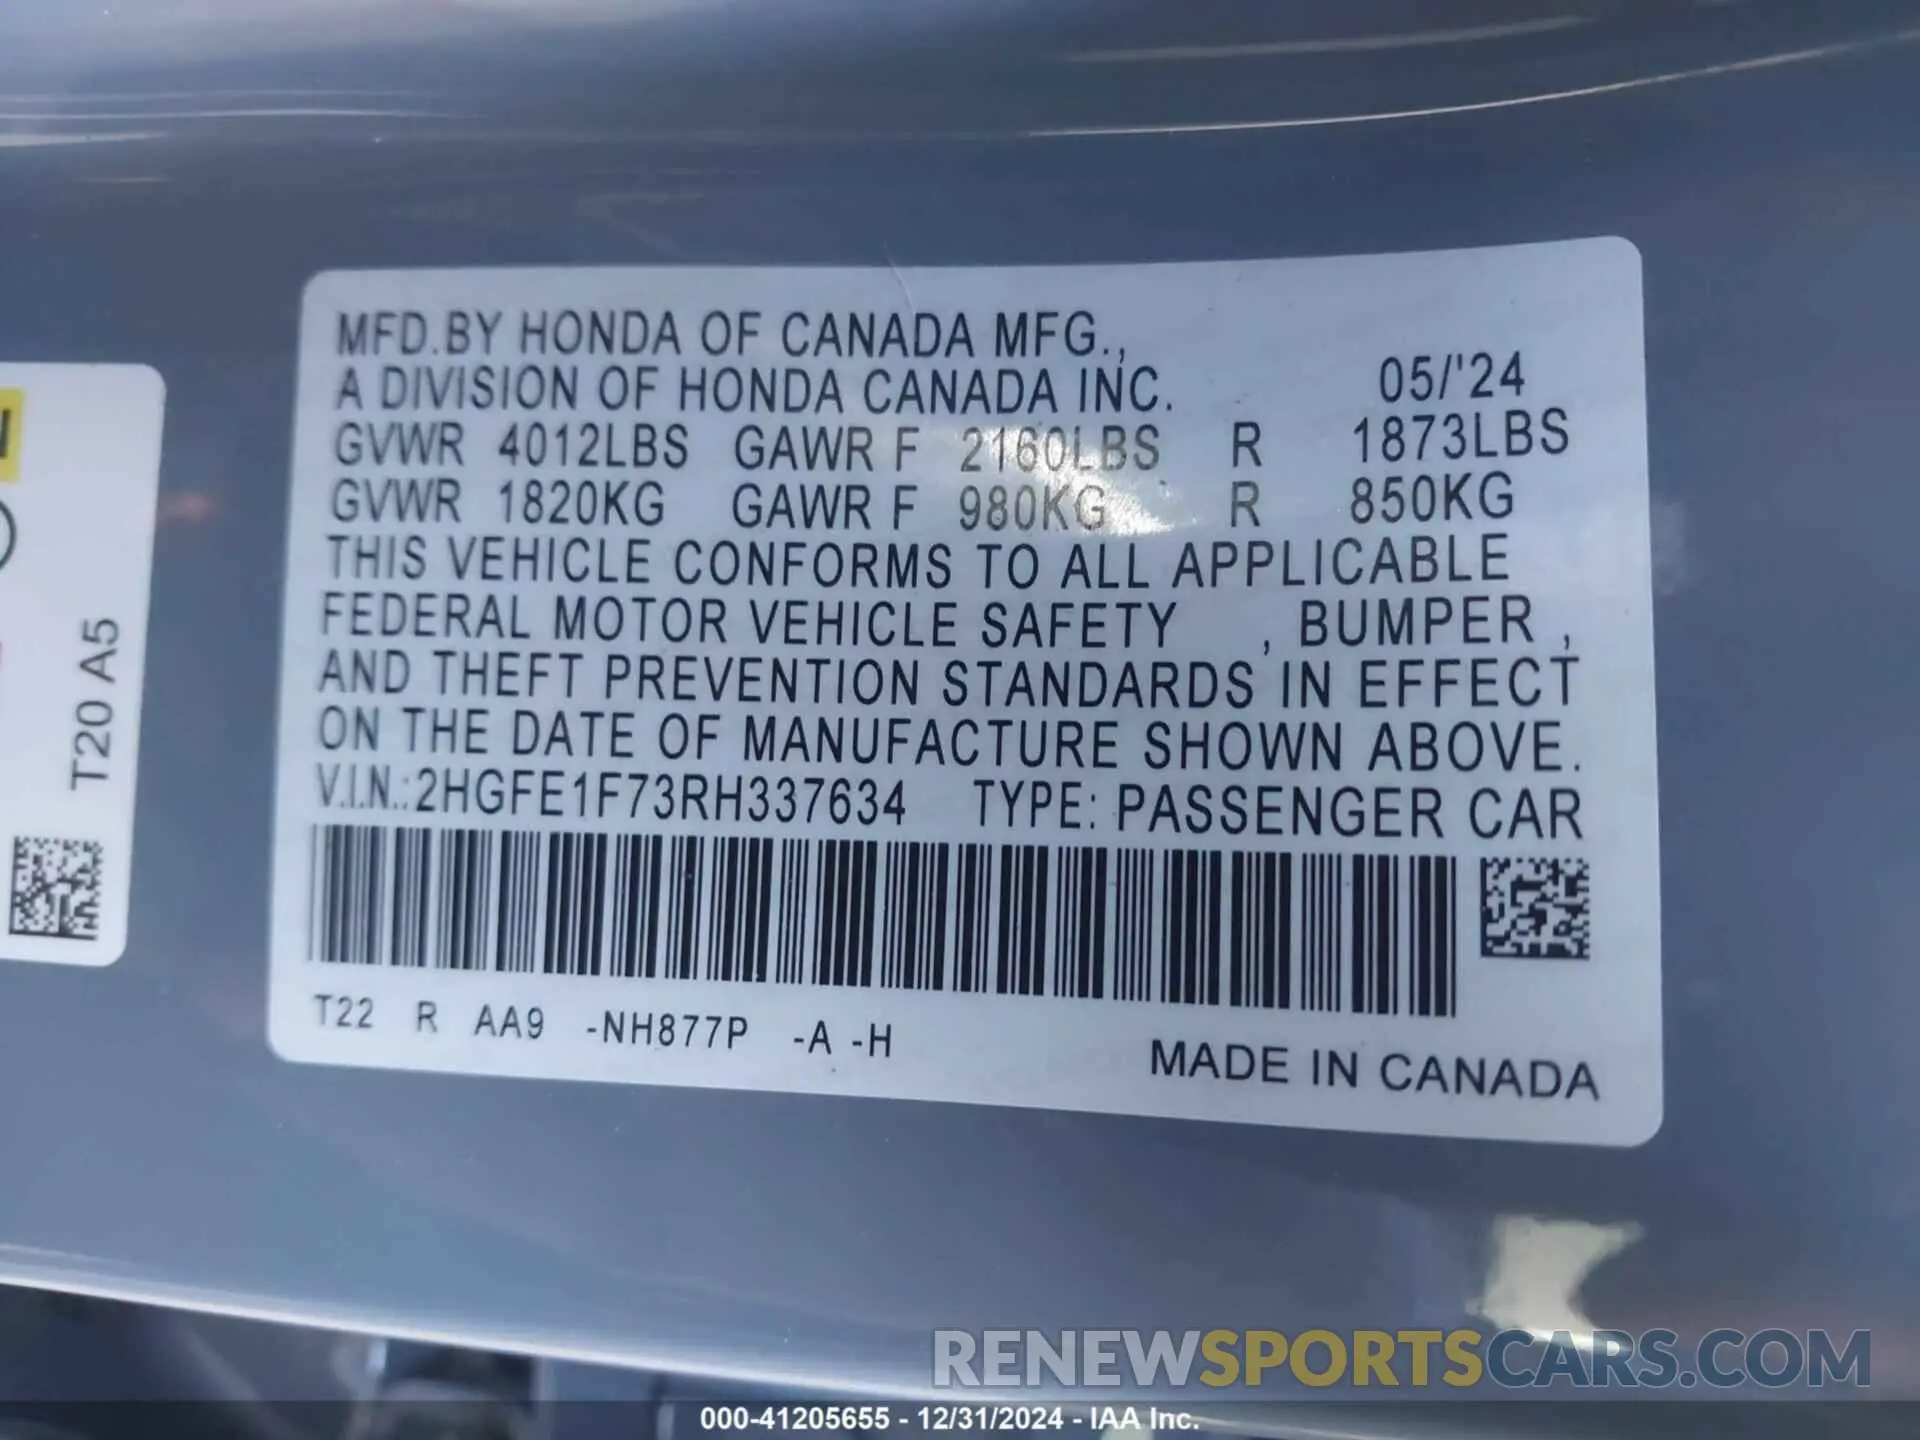 MFD.BY HONDA OF CANADA MFG.,
A DIVISION OF HONDA CANADA INC. 05/'24
GVWR 4012LBS GAWR F 2160LBS R 1873LBS
GVWR 1820KG GAWR F 980KG R 850KG
THIS VEHICLE CONFORMS TO ALL APPLICABLE
FEDERAL MOTOR VEHICLE SAFETY , BUMPER ,
AND THEFT PREVENTION STANDARDS IN EFFECT
ON THE DATE OF MANUFACTURE SHOWN ABOVE.
V.I.N.:2HGFE1F73RH337634 TYPE: PASSENGER CAR
T22 R AA9 -NH877P -A -H
MADE IN CANADA
T20 A5
RENEWSPORTSCARS.COM
000-41205655 - 12/31/2024 - IAA Inc.